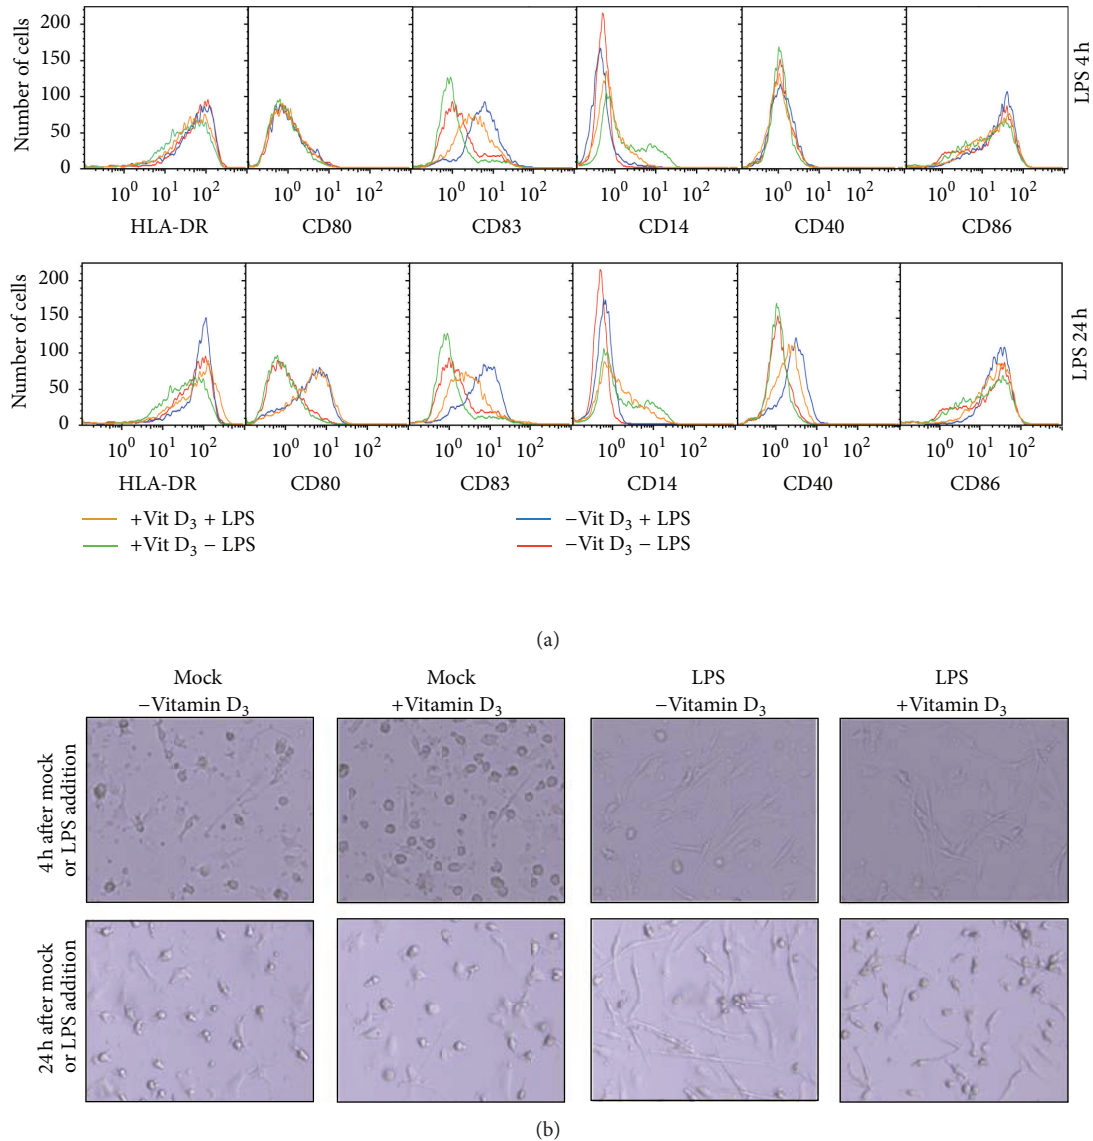 Number of cells
200
150
100
50
0
10⁰ 10¹ 10² 10⁰ 10¹ 10² 10⁰ 10¹ 10² 10⁰ 10¹ 10² 10⁰ 10¹ 10² 10⁰ 10¹ 10²
HLA-DR CD80 CD83 CD14 CD40 CD86
LPS 4 h
Number of cells
200
150
100
50
0
10⁰ 10¹ 10² 10⁰ 10¹ 10² 10⁰ 10¹ 10² 10⁰ 10¹ 10² 10⁰ 10¹ 10² 10⁰ 10¹ 10²
HLA-DR CD80 CD83 CD14 CD40 CD86
LPS 24 h
+Vit D₃ + LPS −Vit D₃ + LPS
+Vit D₃ − LPS −Vit D₃ − LPS
(a)
Mock Mock LPS LPS
−Vitamin D₃ +Vitamin D₃ −Vitamin D₃ +Vitamin D₃
4 h after mock
or LPS addition
24 h after mock
or LPS addition
(b)